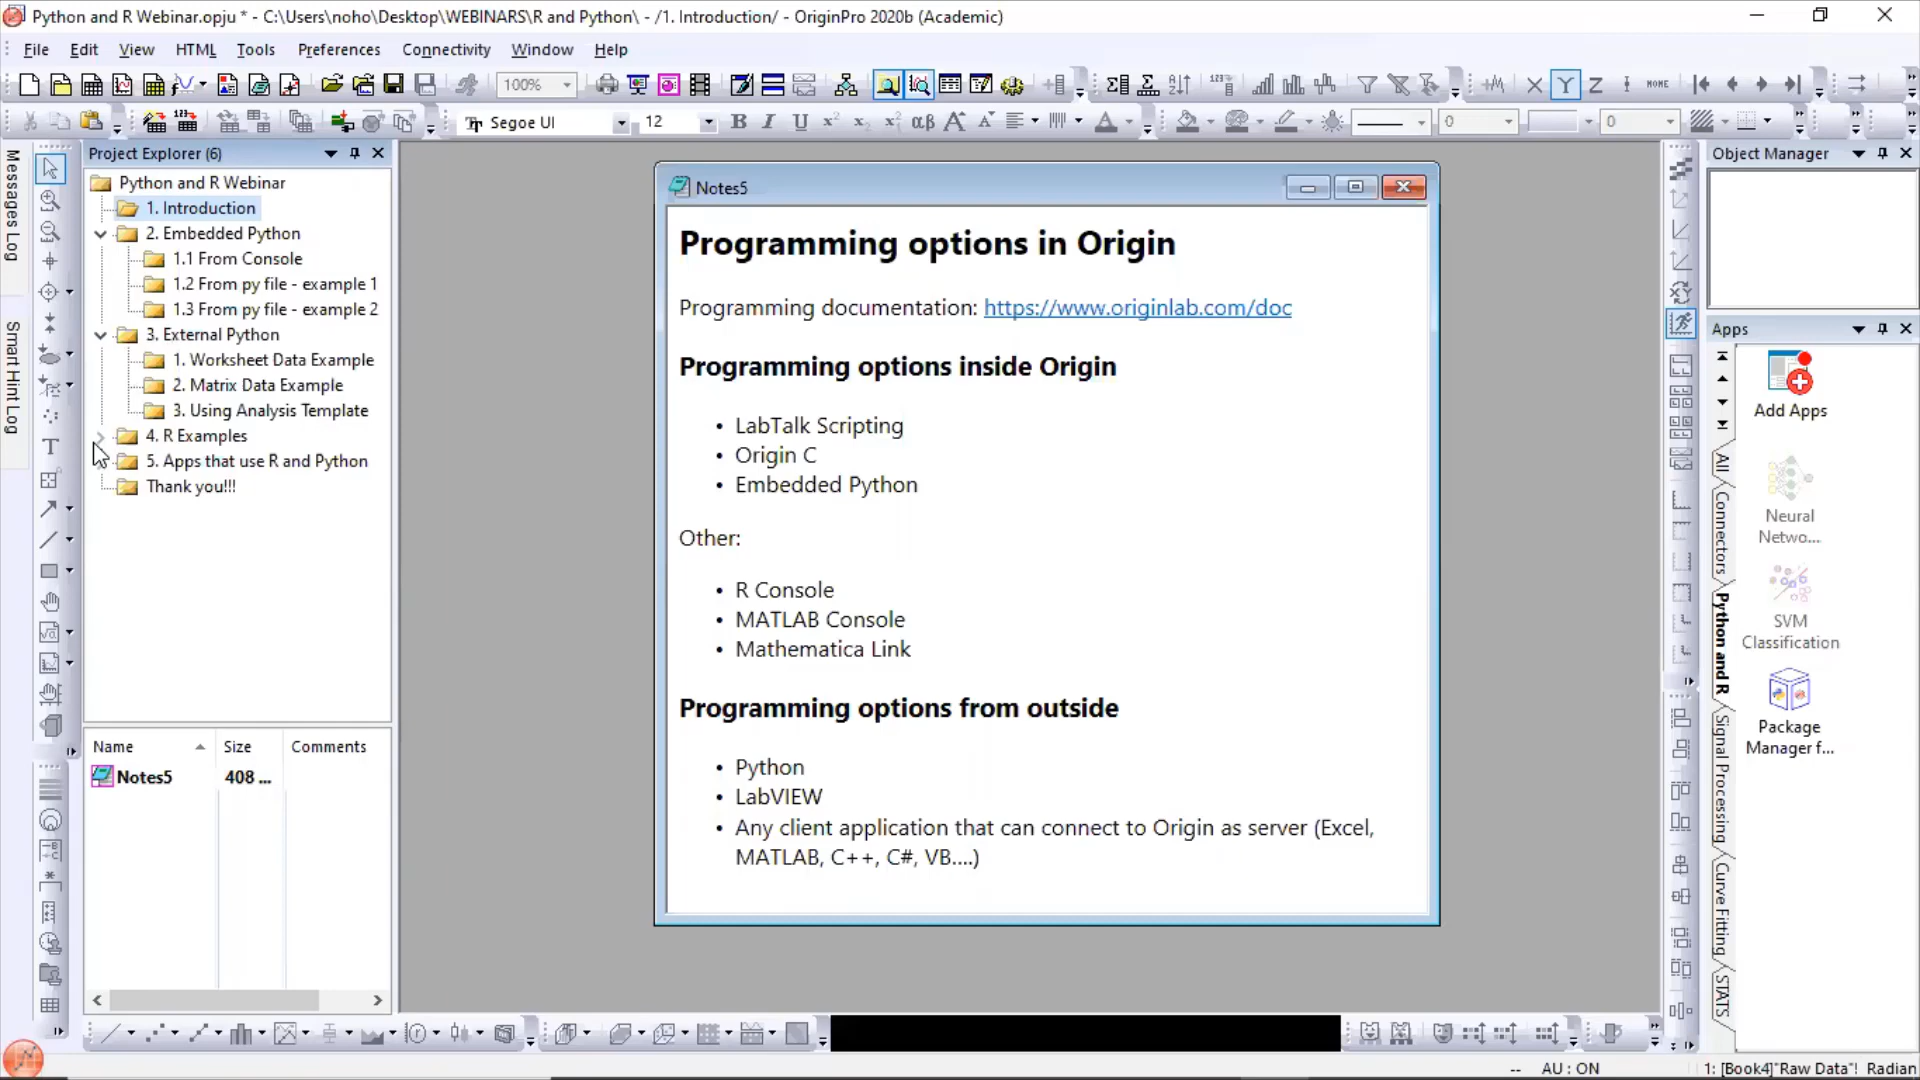 Python and R Webinar.opju * - C:\Users\noho\Desktop\WEBINARS\R and Python\ - /1. Introduction/ - OriginPro 2020b (Academic)
File Edit View HTML Tools Preferences Connectivity Window Help
100%
Segoe UI 12 0 0
Messages Log
Smart Hint Log
Project Explorer (6)
Python and R Webinar
1. Introduction
2. Embedded Python
1.1 From Console
1.2 From py file - example 1
1.3 From py file - example 2
3. External Python
1. Worksheet Data Example
2. Matrix Data Example
3. Using Analysis Template
4. R Examples
5. Apps that use R and Python
Thank you!!!
Name Size Comments
Notes5 408 ...
Notes5
Programming options in Origin
Programming documentation: https://www.originlab.com/doc
Programming options inside Origin
• LabTalk Scripting
• Origin C
• Embedded Python
Other:
• R Console
• MATLAB Console
• Mathematica Link
Programming options from outside
• Python
• LabVIEW
• Any client application that can connect to Origin as server (Excel,
MATLAB, C++, C#, VB....)
Object Manager
Apps
Add Apps
Neural
Netwo...
SVM
Classification
Package
Manager f...
All
Connectors
Python and R
Signal Processing
Curve Fitting
STATS
-- AU : ON 1: [Book4]"Raw Data"! Radian